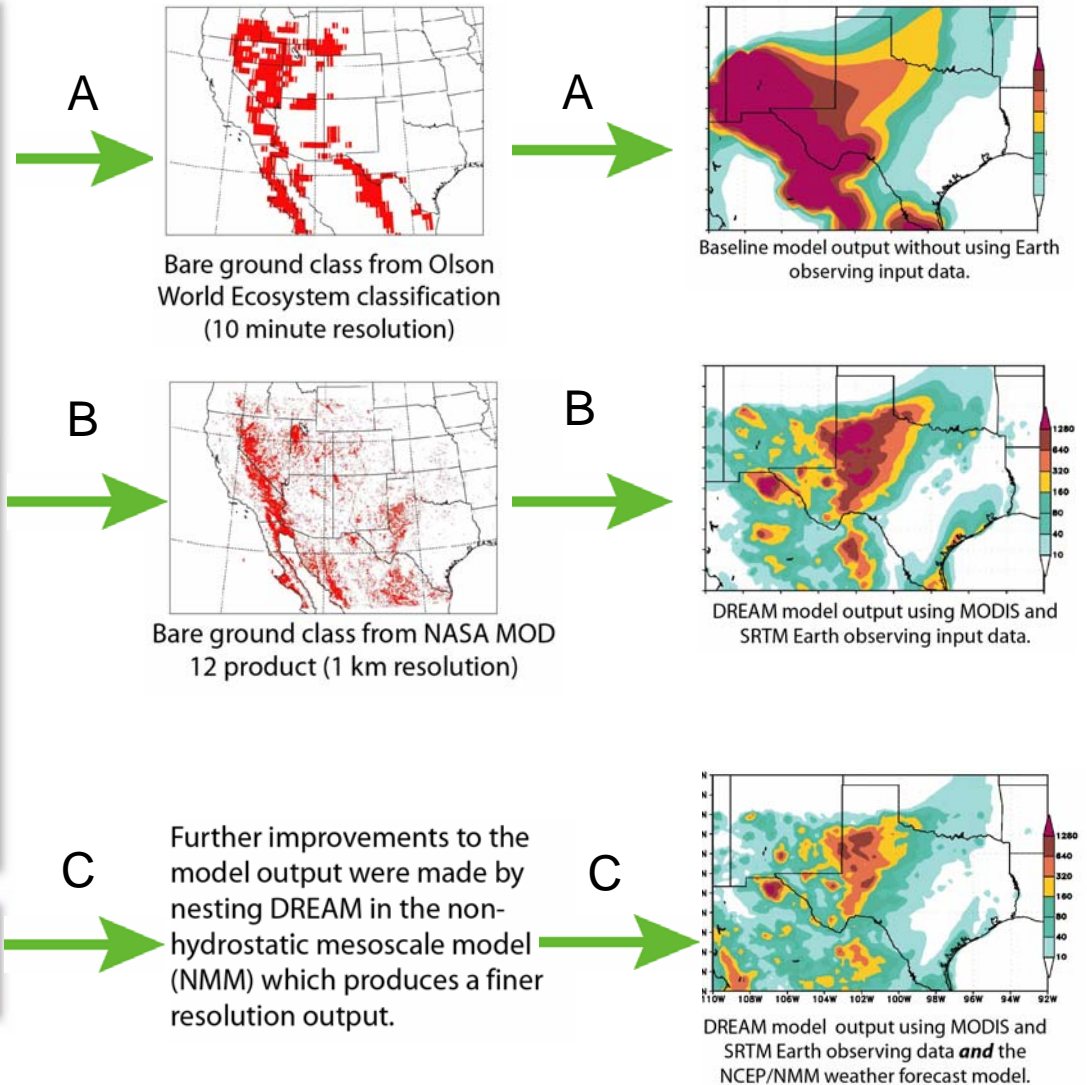 A
A
Bare ground class from Olson
World Ecosystem classification
(10 minute resolution)
Baseline model output without using Earth
observing input data.
B
B
1280
640
320
160
80
40
10
Bare ground class from NASA MOD
12 product (1 km resolution)
DREAM model output using MODIS and
SRTM Earth observing input data.
C
Further improvements to the
model output were made by
nesting DREAM in the non-
hydrostatic mesoscale model
(NMM) which produces a finer
resolution output.
C
N
N
N
N
N
N
N
N
N
N
1280
640
320
160
80
40
10
110W 108W 106W 104W 102W 100W 98W 96W 94W 92W
DREAM model output using MODIS and
SRTM Earth observing data and the
NCEP/NMM weather forecast model.